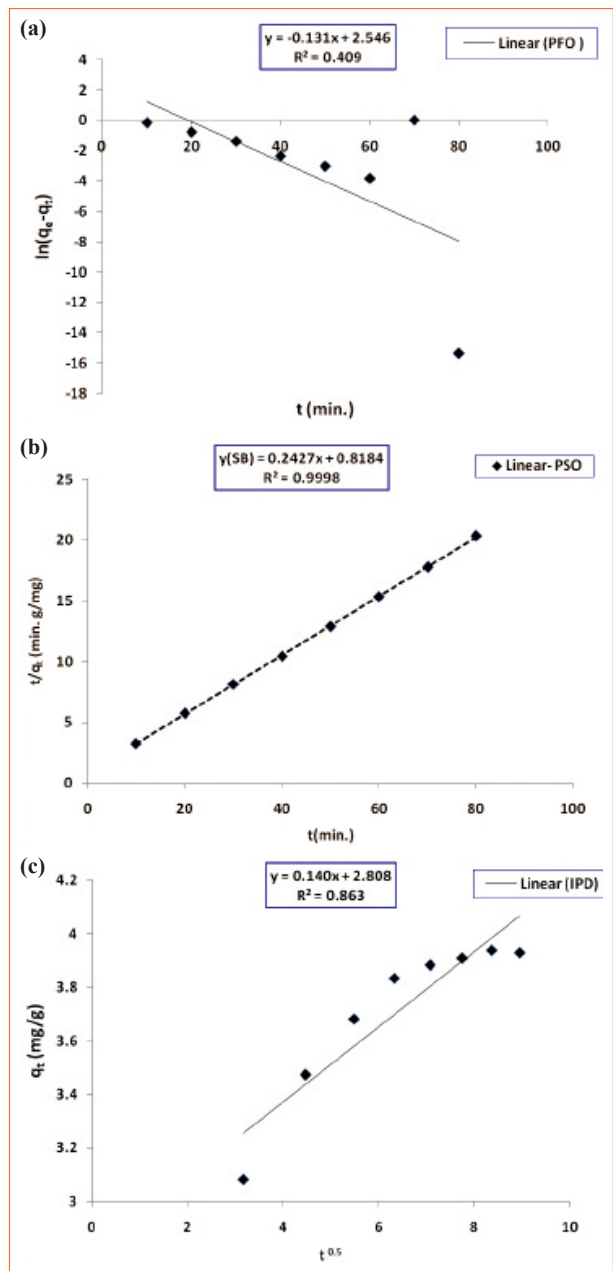 (a)
y = -0.131x + 2.546
R² = 0.409
Linear (PFO )
4
2
0
-2
-4
-6
-8
-10
-12
-14
-16
-18
0
20
40
60
80
100
ln(qₑ-qₜ)
t (min.)
(b)
y(SB) = 0.2427x + 0.8184
R² = 0.9998
Linear- PSO
25
20
15
10
5
0
0
20
40
60
80
100
t/qₜ (min. g/mg)
t(min.)
(c)
y = 0.140x + 2.808
R² = 0.863
Linear (IPD)
4.2
4
3.8
3.6
3.4
3.2
3
0
2
4
6
8
10
qₜ (mg/g)
t^0.5